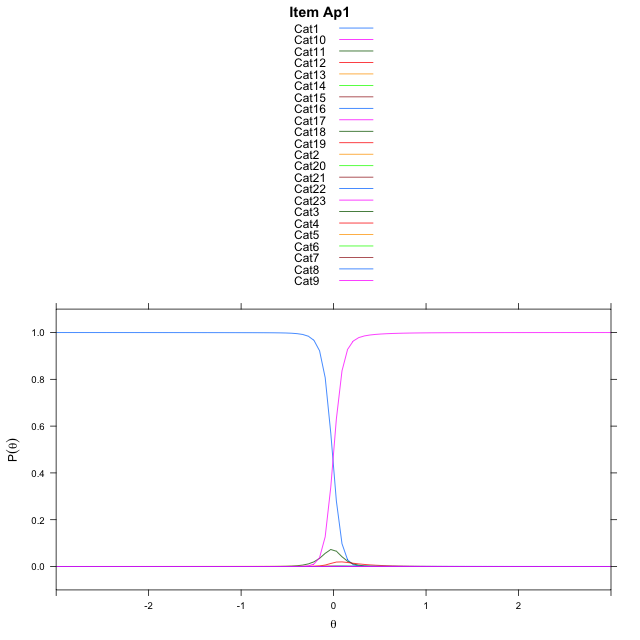 Item Ap1
Cat1
Cat10
Cat11
Cat12
Cat13
Cat14
Cat15
Cat16
Cat17
Cat18
Cat19
Cat2
Cat20
Cat21
Cat22
Cat23
Cat3
Cat4
Cat5
Cat6
Cat7
Cat8
Cat9
1.0
0.8
0.6
0.4
0.2
0.0
P(θ)
-2 -1 0 1 2
θ